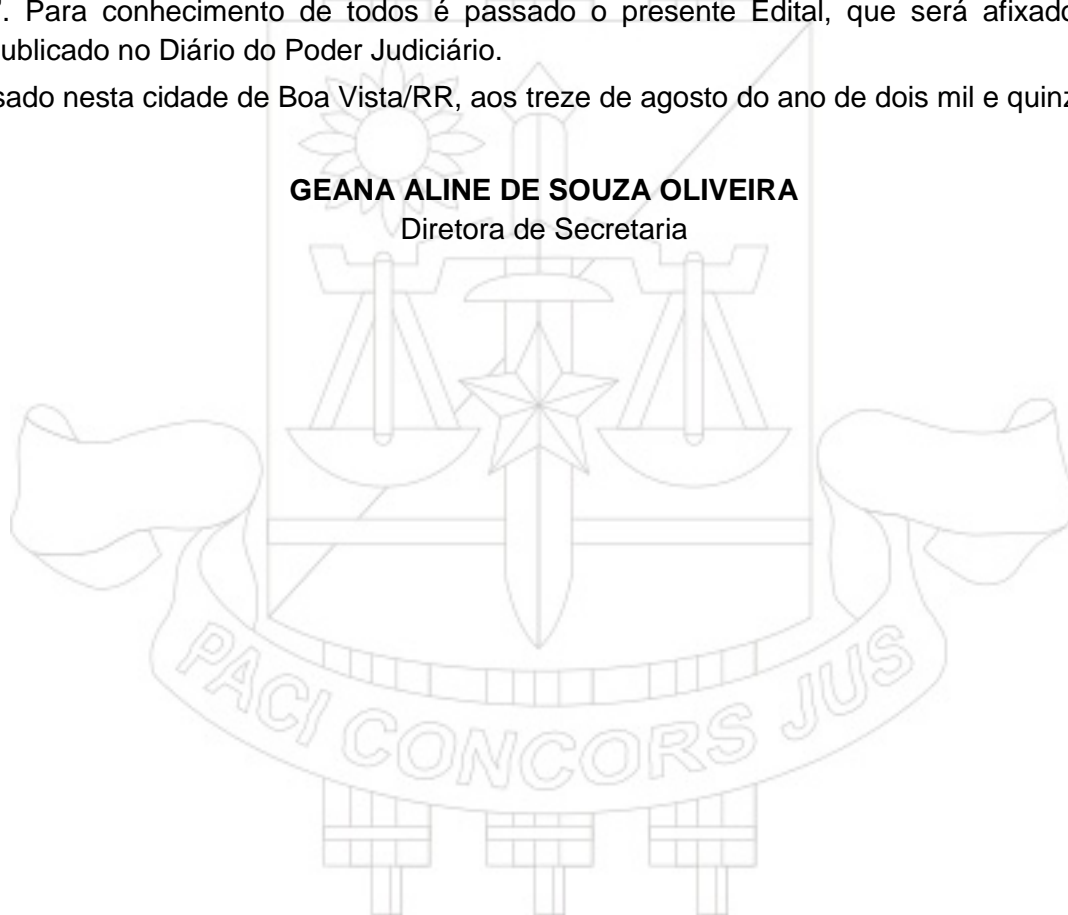 . Para conhecimento de todos é passado o presente Edital, que será afixado
ublicado no Diário do Poder Judiciário.
sado nesta cidade de Boa Vista/RR, aos treze de agosto do ano de dois mil e quinz
GEANA ALINE DE SOUZA OLIVEIRA
Diretora de Secretaria
PACI CONCORS JUS